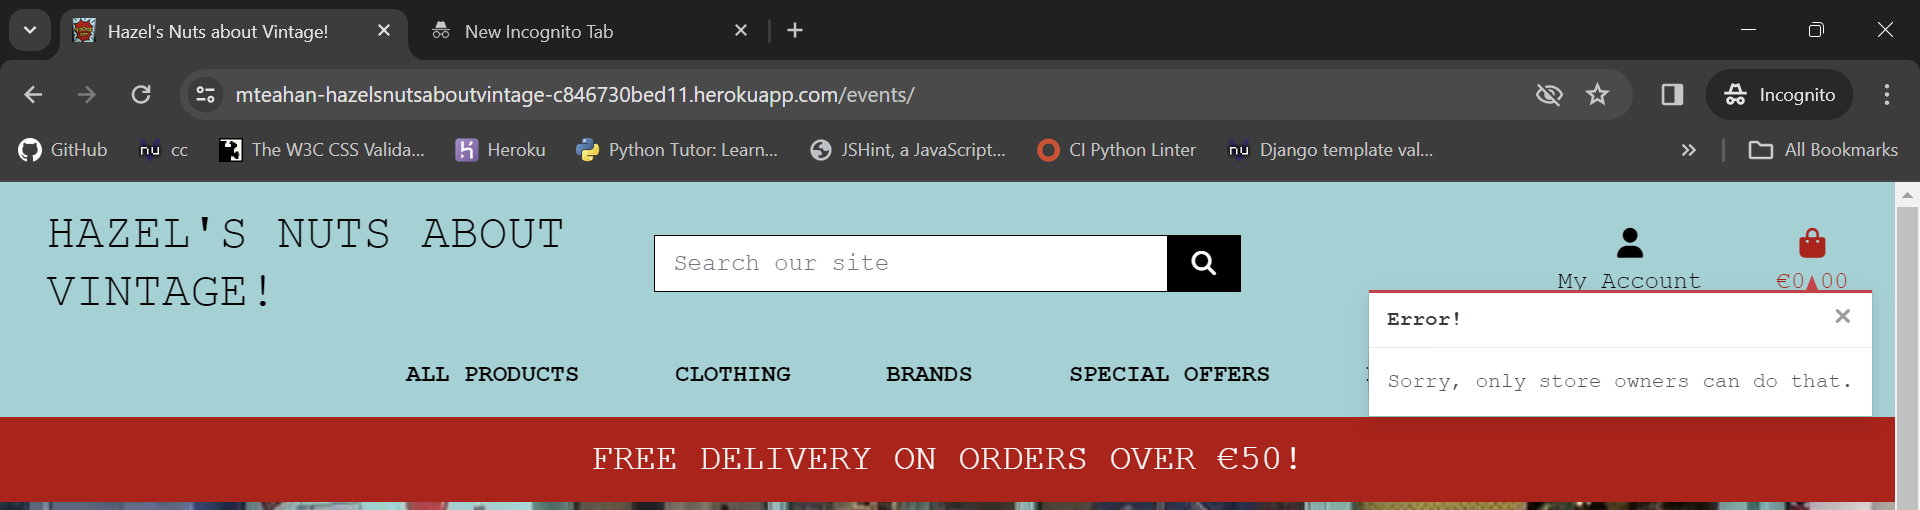 Hazel's Nuts about Vintage!
New Incognito Tab
mteahan-hazelsnutsaboutvintage-c846730bed11.herokuapp.com/events/
Incognito
GitHub
nu cc
The W3C CSS Valida...
Heroku
Python Tutor: Learn...
JSHint, a JavaScript...
CI Python Linter
nu Django template val...
All Bookmarks
HAZEL'S NUTS ABOUT
VINTAGE!
Search our site
My Account
€0.00
Error!
Sorry, only store owners can do that.
ALL PRODUCTS
CLOTHING
BRANDS
SPECIAL OFFERS
FREE DELIVERY ON ORDERS OVER €50!